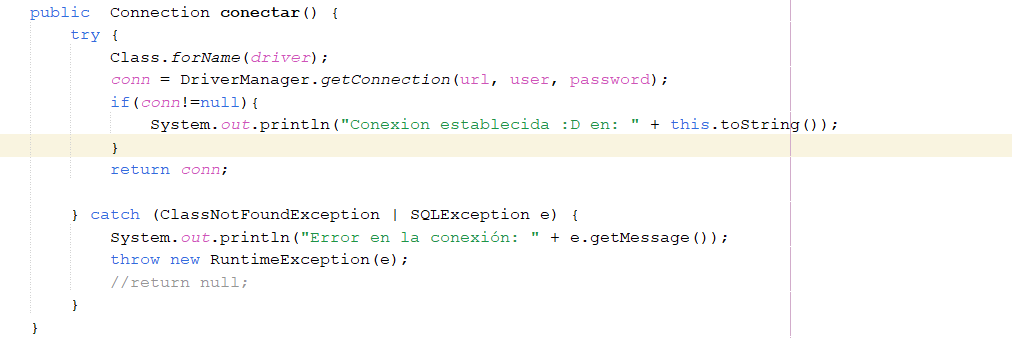 public  Connection conectar() {
    try {
        Class.forName(driver);
        conn = DriverManager.getConnection(url, user, password);
        if(conn!=null){
            System.out.println("Conexion establecida :D en: " + this.toString());
        }
        return conn;

    } catch (ClassNotFoundException | SQLException e) {
        System.out.println("Error en la conexión: " + e.getMessage());
        throw new RuntimeException(e);
        //return null;
    }
}